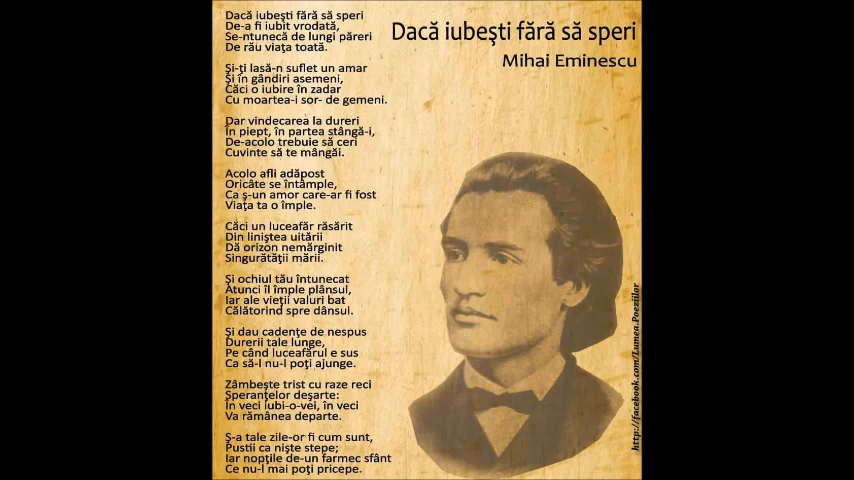 Dacă iubeşti fără să speri
Mihai Eminescu
Dacă iubeşti fără să speri
De-a fi iubit vrodată,
Se-ntunecă de lungi păreri
De rău viaţa toată.
Şi-ţi lasă-n suflet un amar
Şi în gândiri asemeni,
Căci o iubire în zadar
Cu moartea-i sor- de gemeni.
Dar vindecarea la dureri
În piept, în partea stângă-i,
De-acolo trebuie să ceri
Cuvinte să te mângăi.
Acolo afli adăpost
Oricâte se întâmple,
Ca ş-un amor care-ar fi fost
Viaţa ta o împle.
Căci un luceafăr răsărit
Din liniştea uitării
Dă orizon nemărginit
Singurătăţii mării.
Şi ochiul tău întunecat
Atunci îl împle plânsul,
Iar ale vieţii valuri bat
Călătorind spre dânsul.
Şi dau cadenţe de nespus
Durerii tale lunge,
Pe când luceafărul e sus
Ca să-l nu-l poţi ajunge.
Zâmbeşte trist cu raze reci
Speranţelor deşarte:
În veci iubi-o-vei, în veci
Va rămânea departe.
Ş-a tale zile-or fi cum sunt,
Pustii ca nişte stepe;
Iar nopţile de-un farmec sfânt
Ce nu-l mai poţi pricepe.
http://facebook.com/Lumea.Poeziilor